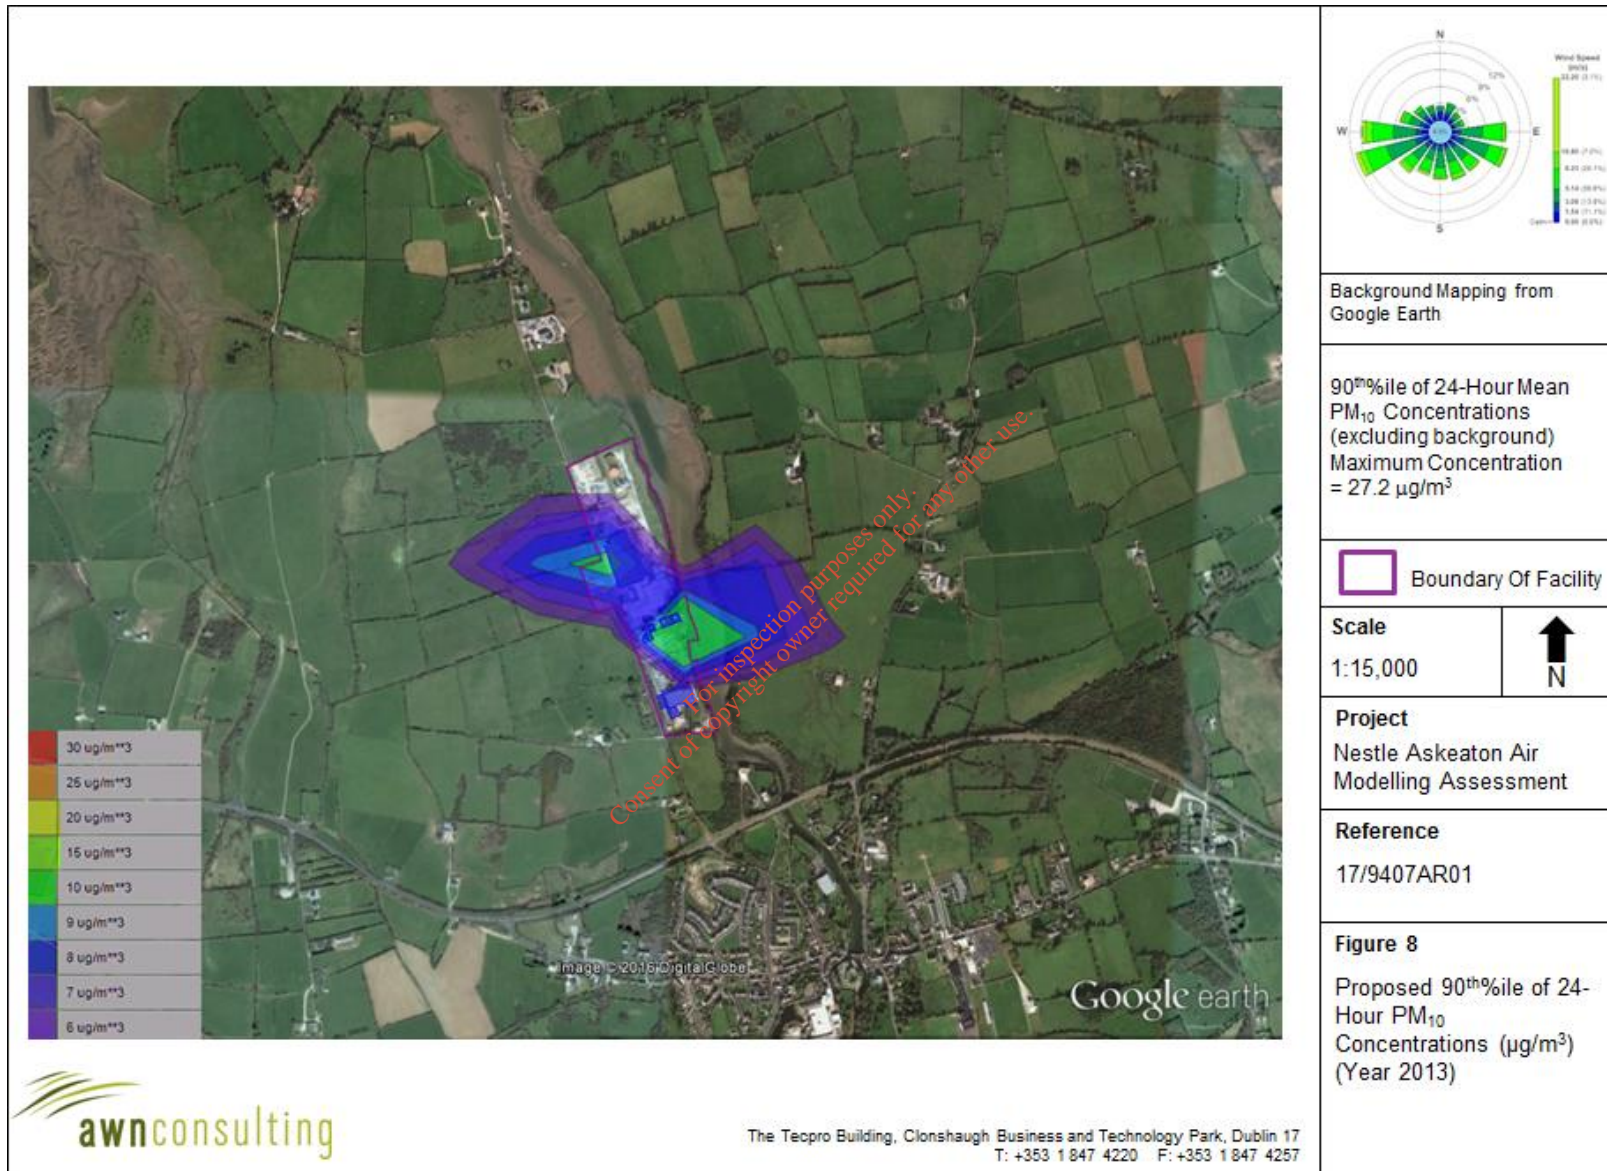 N
W
E
S
12%
9%
6%
Wind Speed
Background Mapping from
Google Earth
90th%ile of 24-Hour Mean
PM10 Concentrations
(excluding background)
Maximum Concentration
= 27.2 µg/m3
Boundary Of Facility
Scale
1:15,000
N
Project
Nestle Askeaton Air
Modelling Assessment
Reference
17/9407AR01
Figure 8
Proposed 90th%ile of 24-
Hour PM10
Concentrations (µg/m3)
(Year 2013)
For inspection purposes only.
Consent of copyright owner required for any other use.
30 ug/m**3
25 ug/m**3
20 ug/m**3
15 ug/m**3
10 ug/m**3
9 ug/m**3
8 ug/m**3
7 ug/m**3
6 ug/m**3
Image © 2016 DigitalGlobe
Google earth
awnconsulting
The Tecpro Building, Clonshaugh Business and Technology Park, Dublin 17
T: +353 1 847 4220 F: +353 1 847 4257